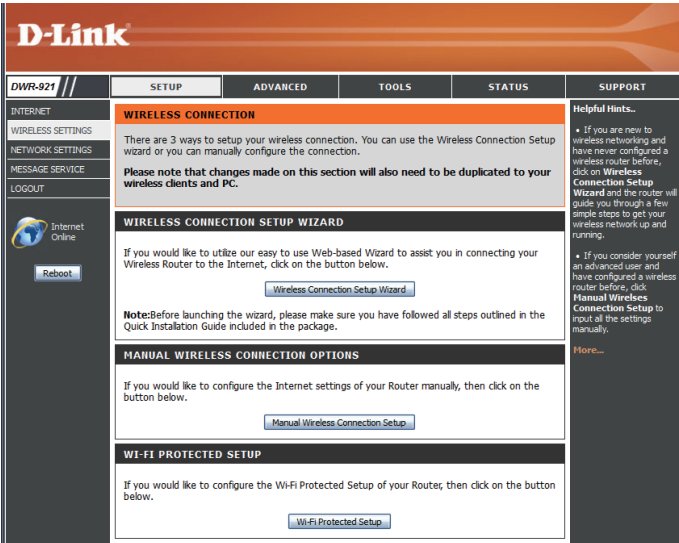 D-Link
DWR-921 // SETUP ADVANCED TOOLS STATUS SUPPORT
INTERNET
WIRELESS SETTINGS
NETWORK SETTINGS
MESSAGE SERVICE
LOGOUT
Internet
Online
Reboot
WIRELESS CONNECTION
There are 3 ways to setup your wireless connection. You can use the Wireless Connection Setup
wizard or you can manually configure the connection.
Please note that changes made on this section will also need to be duplicated to your
wireless clients and PC.
WIRELESS CONNECTION SETUP WIZARD
If you would like to utilize our easy to use Web-based Wizard to assist you in connecting your
Wireless Router to the Internet, click on the button below.
Wireless Connection Setup Wizard
Note:Before launching the wizard, please make sure you have followed all steps outlined in the
Quick Installation Guide included in the package.
MANUAL WIRELESS CONNECTION OPTIONS
If you would like to configure the Internet settings of your Router manually, then click on the
button below.
Manual Wireless Connection Setup
WI-FI PROTECTED SETUP
If you would like to configure the Wi-Fi Protected Setup of your Router, then click on the button
below.
Wi-Fi Protected Setup
Helpful Hints..
• If you are new to
wireless networking and
have never configured a
wireless router before,
click on Wireless
Connection Setup
Wizard and the router will
guide you through a few
simple steps to get your
wireless network up and
running.
• If you consider yourself
an advanced user and
have configured a wireless
router before, click
Manual Wirelses
Connection Setup to
input all the settings
manually.
More...